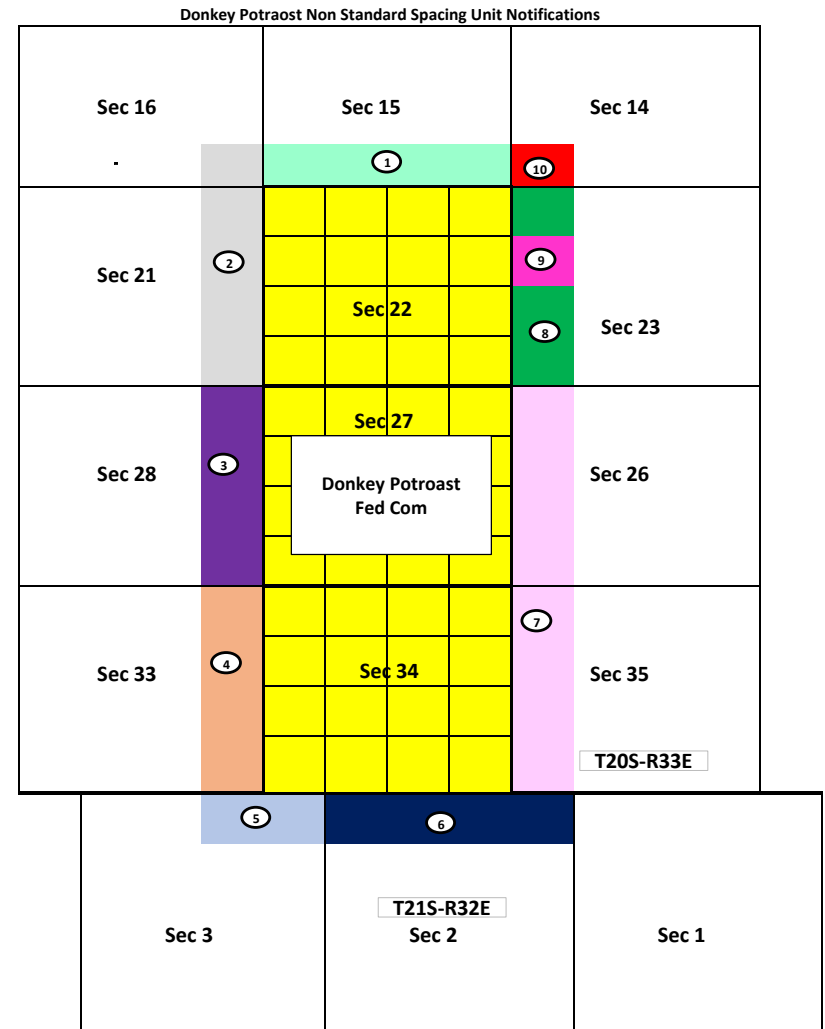 Donkey Potraost Non Standard Spacing Unit Notifications
Sec 16
Sec 15
Sec 14
-
1
10
Sec 21
2
9
Sec 22
8
Sec 23
Sec 27
Sec 28
3
Donkey Potroast
Fed Com
Sec 26
7
Sec 33
4
Sec 34
Sec 35
T20S-R33E
5
6
T21S-R32E
Sec 3
Sec 2
Sec 1